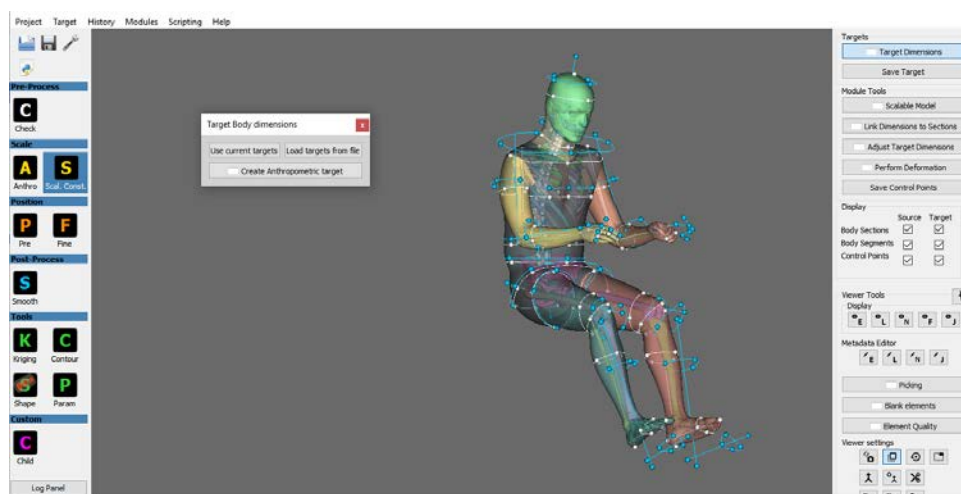 Project Target History Modules Scripting Help
Pre-Process
C
Check
Scale
A S
Anthro Scal. Const.
Position
P F
Pre Fine
Post-Process
S
Smooth
Tools
K C
Kriging Contour
S P
Shape Param
Custom
C
Child
Log Panel
Target Body dimensions x
Use current targets Load targets from file
Create Anthropometric target
Targets
Target Dimensions
Save Target
Module Tools
Scalable Model
Link Dimensions to Sections
Adjust Target Dimensions
Perform Deformation
Save Control Points
Display
Source Target
Body Sections
Body Segments
Control Points
Viewer Tools
Display
E L N F J
Metadata Editor
E L N J
Picking
Blank elements
Element Quality
Viewer settings